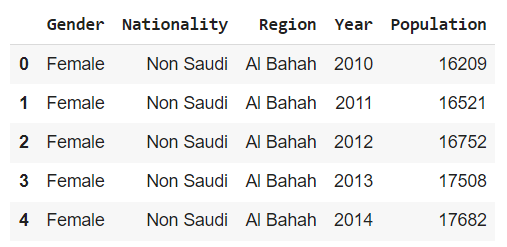 Gender Nationality Region Year Population
0 Female Non Saudi Al Bahah 2010 16209
1 Female Non Saudi Al Bahah 2011 16521
2 Female Non Saudi Al Bahah 2012 16752
3 Female Non Saudi Al Bahah 2013 17508
4 Female Non Saudi Al Bahah 2014 17682